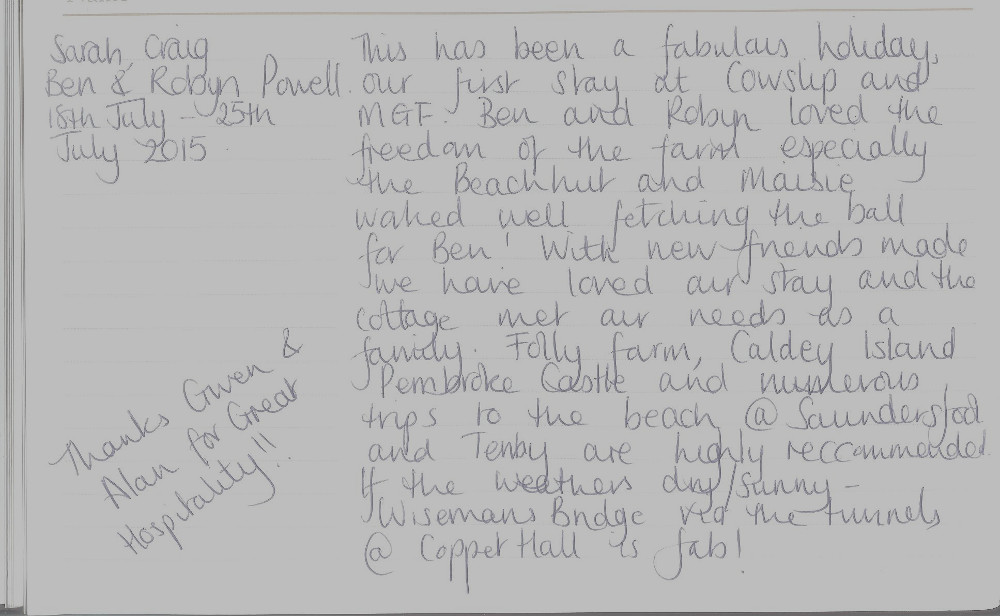 Sarah, Craig
Ben & Robyn Powell.
18th July - 25th
July 2015
This has been a fabulous holiday,
our first stay at Cowslip and
MGF. Ben and Robyn loved the
freedom of the farm especially
the Beachhut and Maisie
waked well fetching the ball
for Ben! With new friends made
we have loved our stay and the
cottage met our needs as a
family. Folly farm, Caldey Island
Pembroke Castle and numerous
trips to the beach @ Saundersfoot
and Tenby are highly reccommended.
If the weathers dry/sunny -
Wisemans Bridge via the tunnels
@ Copper Hall is fab!
Thanks Gwen &
Alan for Great
Hospitality!!